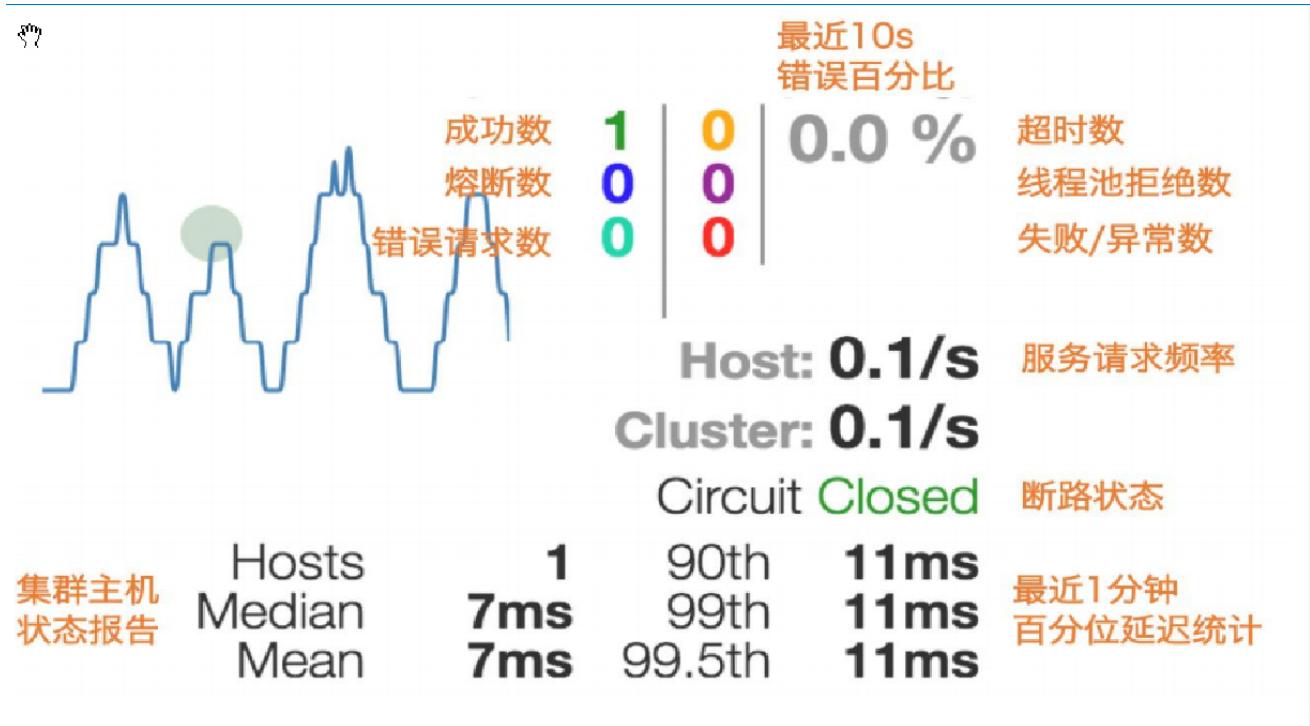 最近10s
错误百分比
成功数 1 0 0.0 % 超时数
熔断数 0 0 线程池拒绝数
错误请求数 0 0 失败/异常数
Host: 0.1/s 服务请求频率
Cluster: 0.1/s
Circuit Closed 断路状态
集群主机
状态报告
Hosts 1 90th 11ms
Median 7ms 99th 11ms
Mean 7ms 99.5th 11ms
最近1分钟
百分位延迟统计